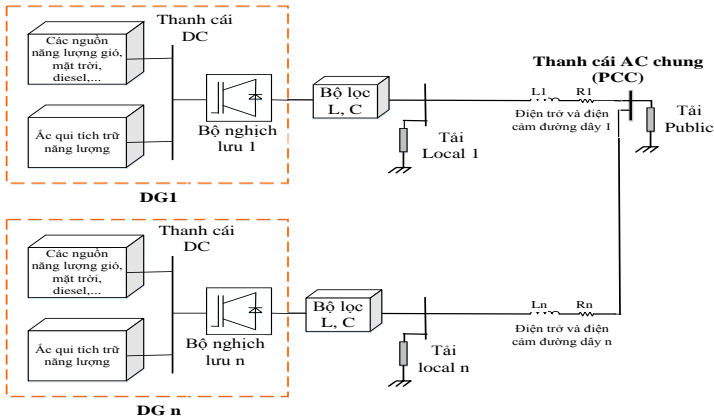 Thanh cái
DC
Các nguồn
năng lượng gió,
mặt trời,
diesel,...
Ắc qui tích trữ
năng lượng
Bộ nghịch
lưu 1
DG1
Bộ lọc
L, C
Tải
Local 1
L1
R1
Điện trở và điện
cảm đường dây 1
Thanh cái AC chung
(PCC)
Tải
Public
Thanh cái
DC
Các nguồn
năng lượng gió,
mặt trời,
diesel,...
Ắc qui tích trữ
năng lượng
Bộ nghịch
lưu n
DG n
Bộ lọc
L, C
Tải
local n
Ln
Rn
Điện trở và điện
cảm đường dây n